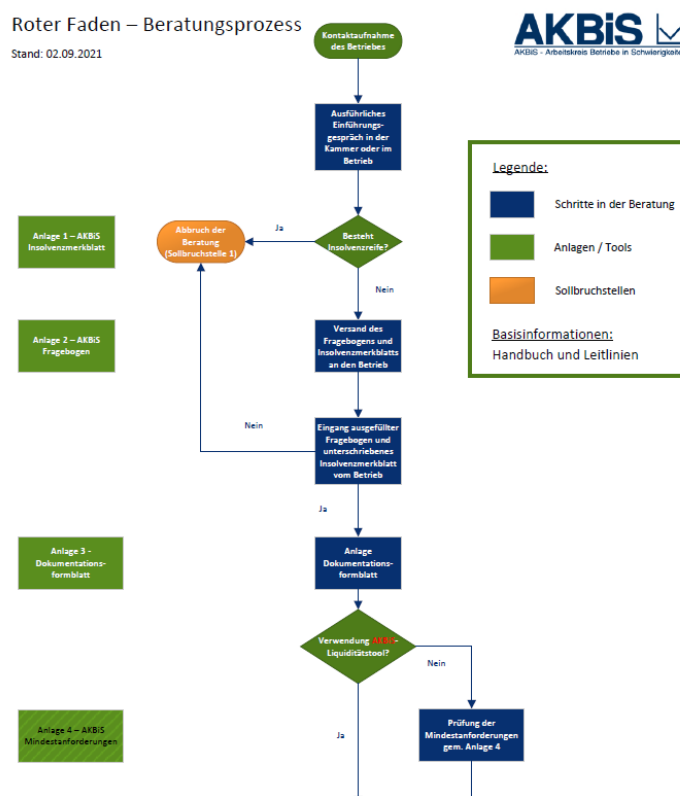 Roter Faden – Beratungsprozess
Stand: 02.09.2021
AKBiS
AKBIS - Arbeitskreis Betriebe in Schwierigkeite
Kontaktaufnahme
des Betriebes
Ausführliches
Einführungs-
gespräch in der
Kammer oder im
Betrieb
Legende:
Schritte in der Beratung
Anlagen / Tools
Sollbruchstellen
Basisinformationen:
Handbuch und Leitlinien
Anlage 1 – AKBiS
Insolvenzmerkblatt
Abbruch der
Beratung
(Sollbruchstelle 1)
Ja
Besteht
Insolvenzreife?
Nein
Anlage 2 – AKBiS
Fragebogen
Versand des
Fragebogens und
Insolvenzmerkblatts
an den Betrieb
Nein
Eingang ausgefüllter
Fragebogen und
unterschriebenes
Insolvenzmerkblatt
vom Betrieb
Ja
Anlage 3 -
Dokumentations-
formblatt
Anlage
Dokumentations-
formblatt
Verwendung AKBiS-
Liquiditätstool?
Nein
Anlage 4 – AKBiS
Mindestanforderungen
Ja
Prüfung der
Mindestanforderungen
gem. Anlage 4